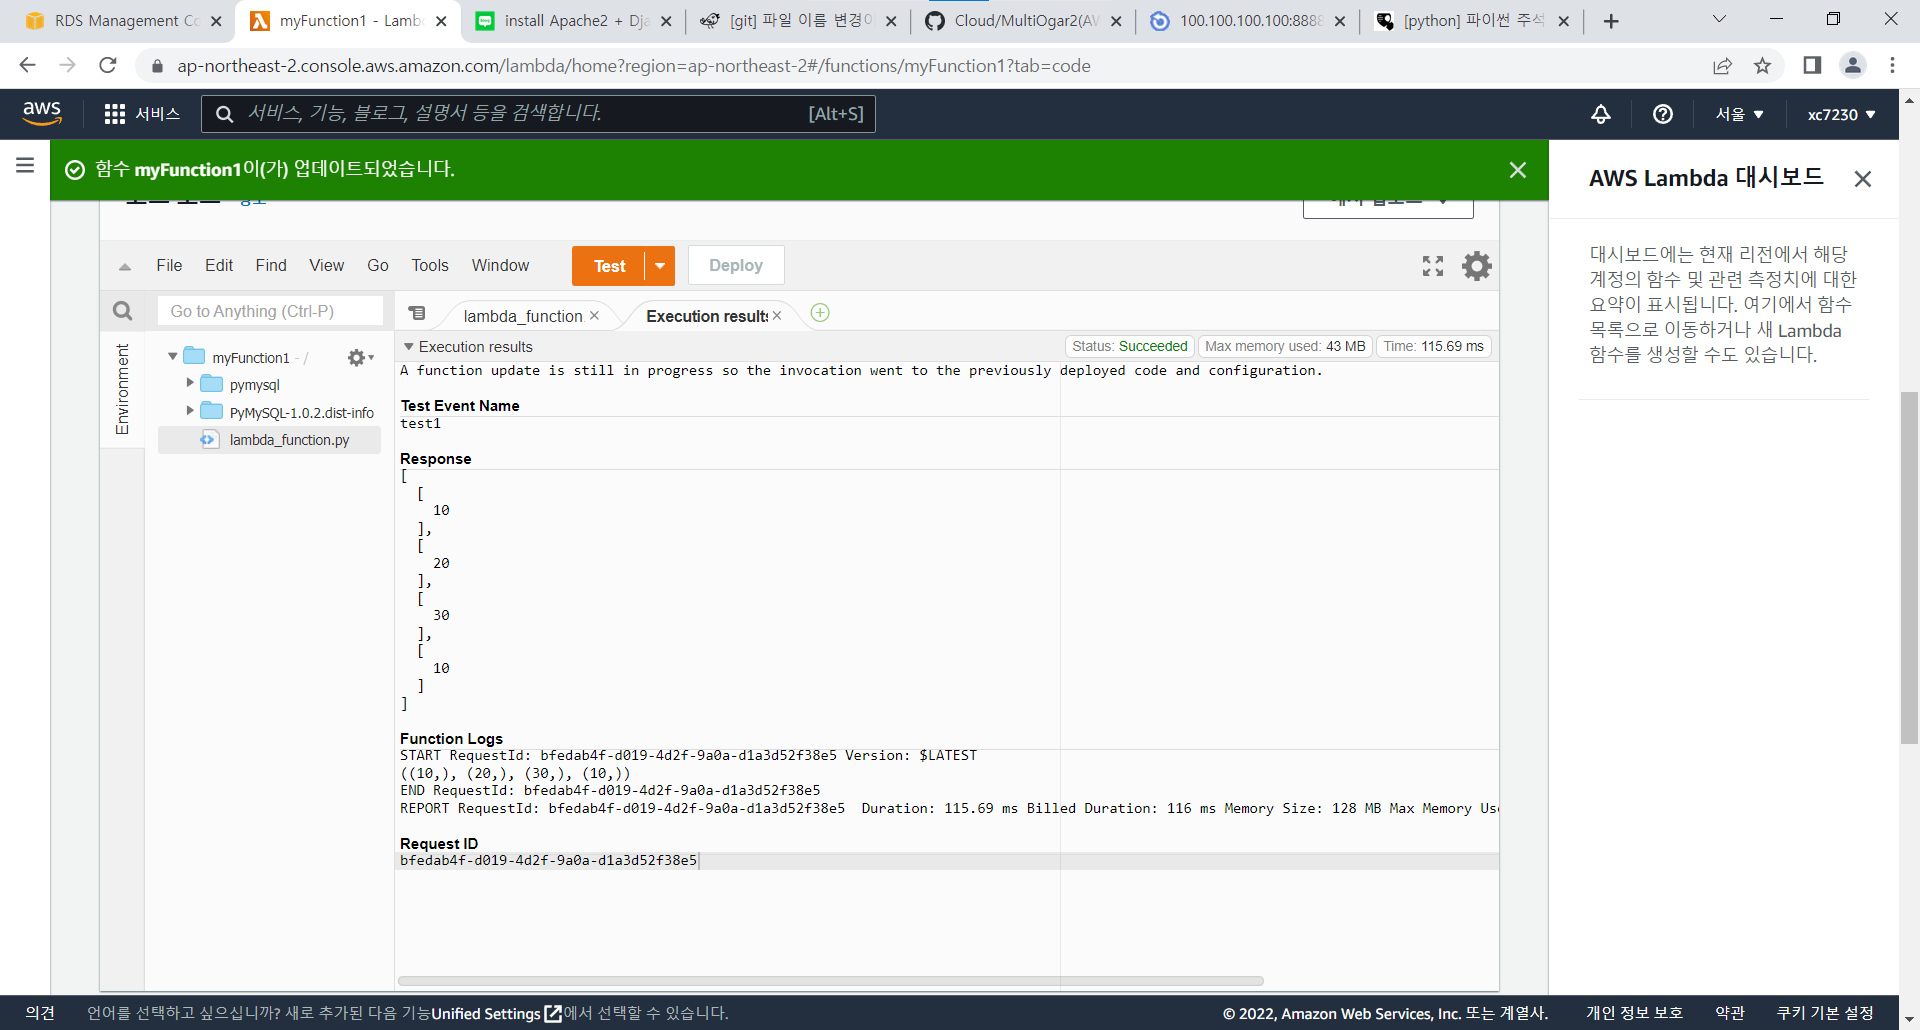 RDS Management Co
myFunction1 - Lamb
install Apache2 + Dja
[git] 파일 이름 변경이
Cloud/MultiOgar2(AW
100.100.100.100:8888
[python] 파이썬 주석
ap-northeast-2.console.aws.amazon.com/lambda/home?region=ap-northeast-2#/functions/myFunction1?tab=code
aws
서비스
서비스, 기능, 블로그, 설명서 등을 검색합니다.
[Alt+S]
서울
xc7230
함수 myFunction1이(가) 업데이트되었습니다.
File Edit Find View Go Tools Window
Test
Deploy
Go to Anything (Ctrl-P)
lambda_function
Execution results
Environment
myFunction1 - /
pymysql
PyMySQL-1.0.2.dist-info
lambda_function.py
Execution results
Status: Succeeded
Max memory used: 43 MB
Time: 115.69 ms
A function update is still in progress so the invocation went to the previously deployed code and configuration.
Test Event Name
test1
Response
[
[
10
],
[
20
],
[
30
],
[
10
]
]
Function Logs
START RequestId: bfedab4f-d019-4d2f-9a0a-d1a3d52f38e5 Version: $LATEST
((10,), (20,), (30,), (10,))
END RequestId: bfedab4f-d019-4d2f-9a0a-d1a3d52f38e5
REPORT RequestId: bfedab4f-d019-4d2f-9a0a-d1a3d52f38e5 Duration: 115.69 ms Billed Duration: 116 ms Memory Size: 128 MB Max Memory Us
Request ID
bfedab4f-d019-4d2f-9a0a-d1a3d52f38e5
AWS Lambda 대시보드
대시보드에는 현재 리전에서 해당
계정의 함수 및 관련 측정치에 대한
요약이 표시됩니다. 여기에서 함수
목록으로 이동하거나 새 Lambda
함수를 생성할 수도 있습니다.
의견
언어를 선택하고 싶으십니까? 새로 추가된 다음 기능Unified Settings에서 선택할 수 있습니다.
© 2022, Amazon Web Services, Inc. 또는 계열사.
개인 정보 보호
약관
쿠키 기본 설정